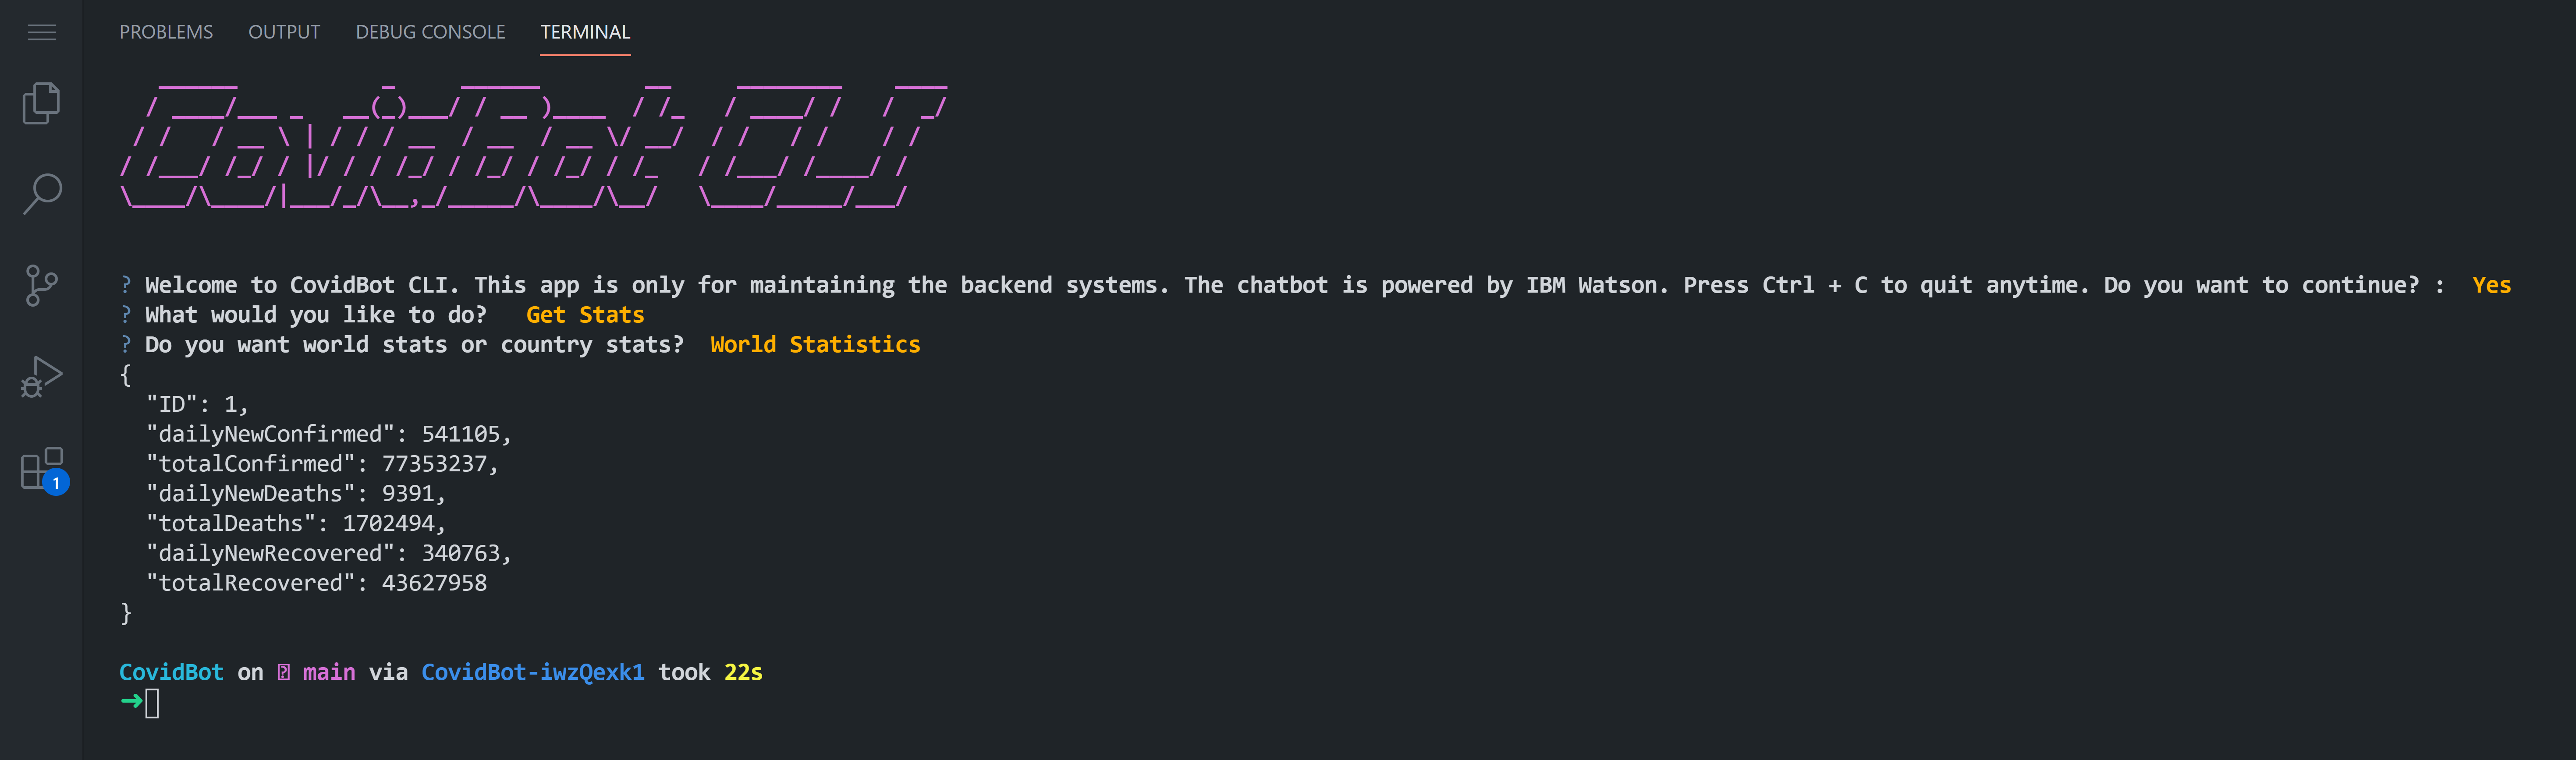 PROBLEMS OUTPUT DEBUG CONSOLE TERMINAL
CovidBot CLI
? Welcome to CovidBot CLI. This app is only for maintaining the backend systems. The chatbot is powered by IBM Watson. Press Ctrl + C to quit anytime. Do you want to continue? : Yes
? What would you like to do? Get Stats
? Do you want world stats or country stats? World Statistics
{
"ID": 1,
"dailyNewConfirmed": 541105,
"totalConfirmed": 77353237,
"dailyNewDeaths": 9391,
"totalDeaths": 1702494,
"dailyNewRecovered": 340763,
"totalRecovered": 43627958
}
1
CovidBot on main via CovidBot-iwzQexk1 took 22s
➜